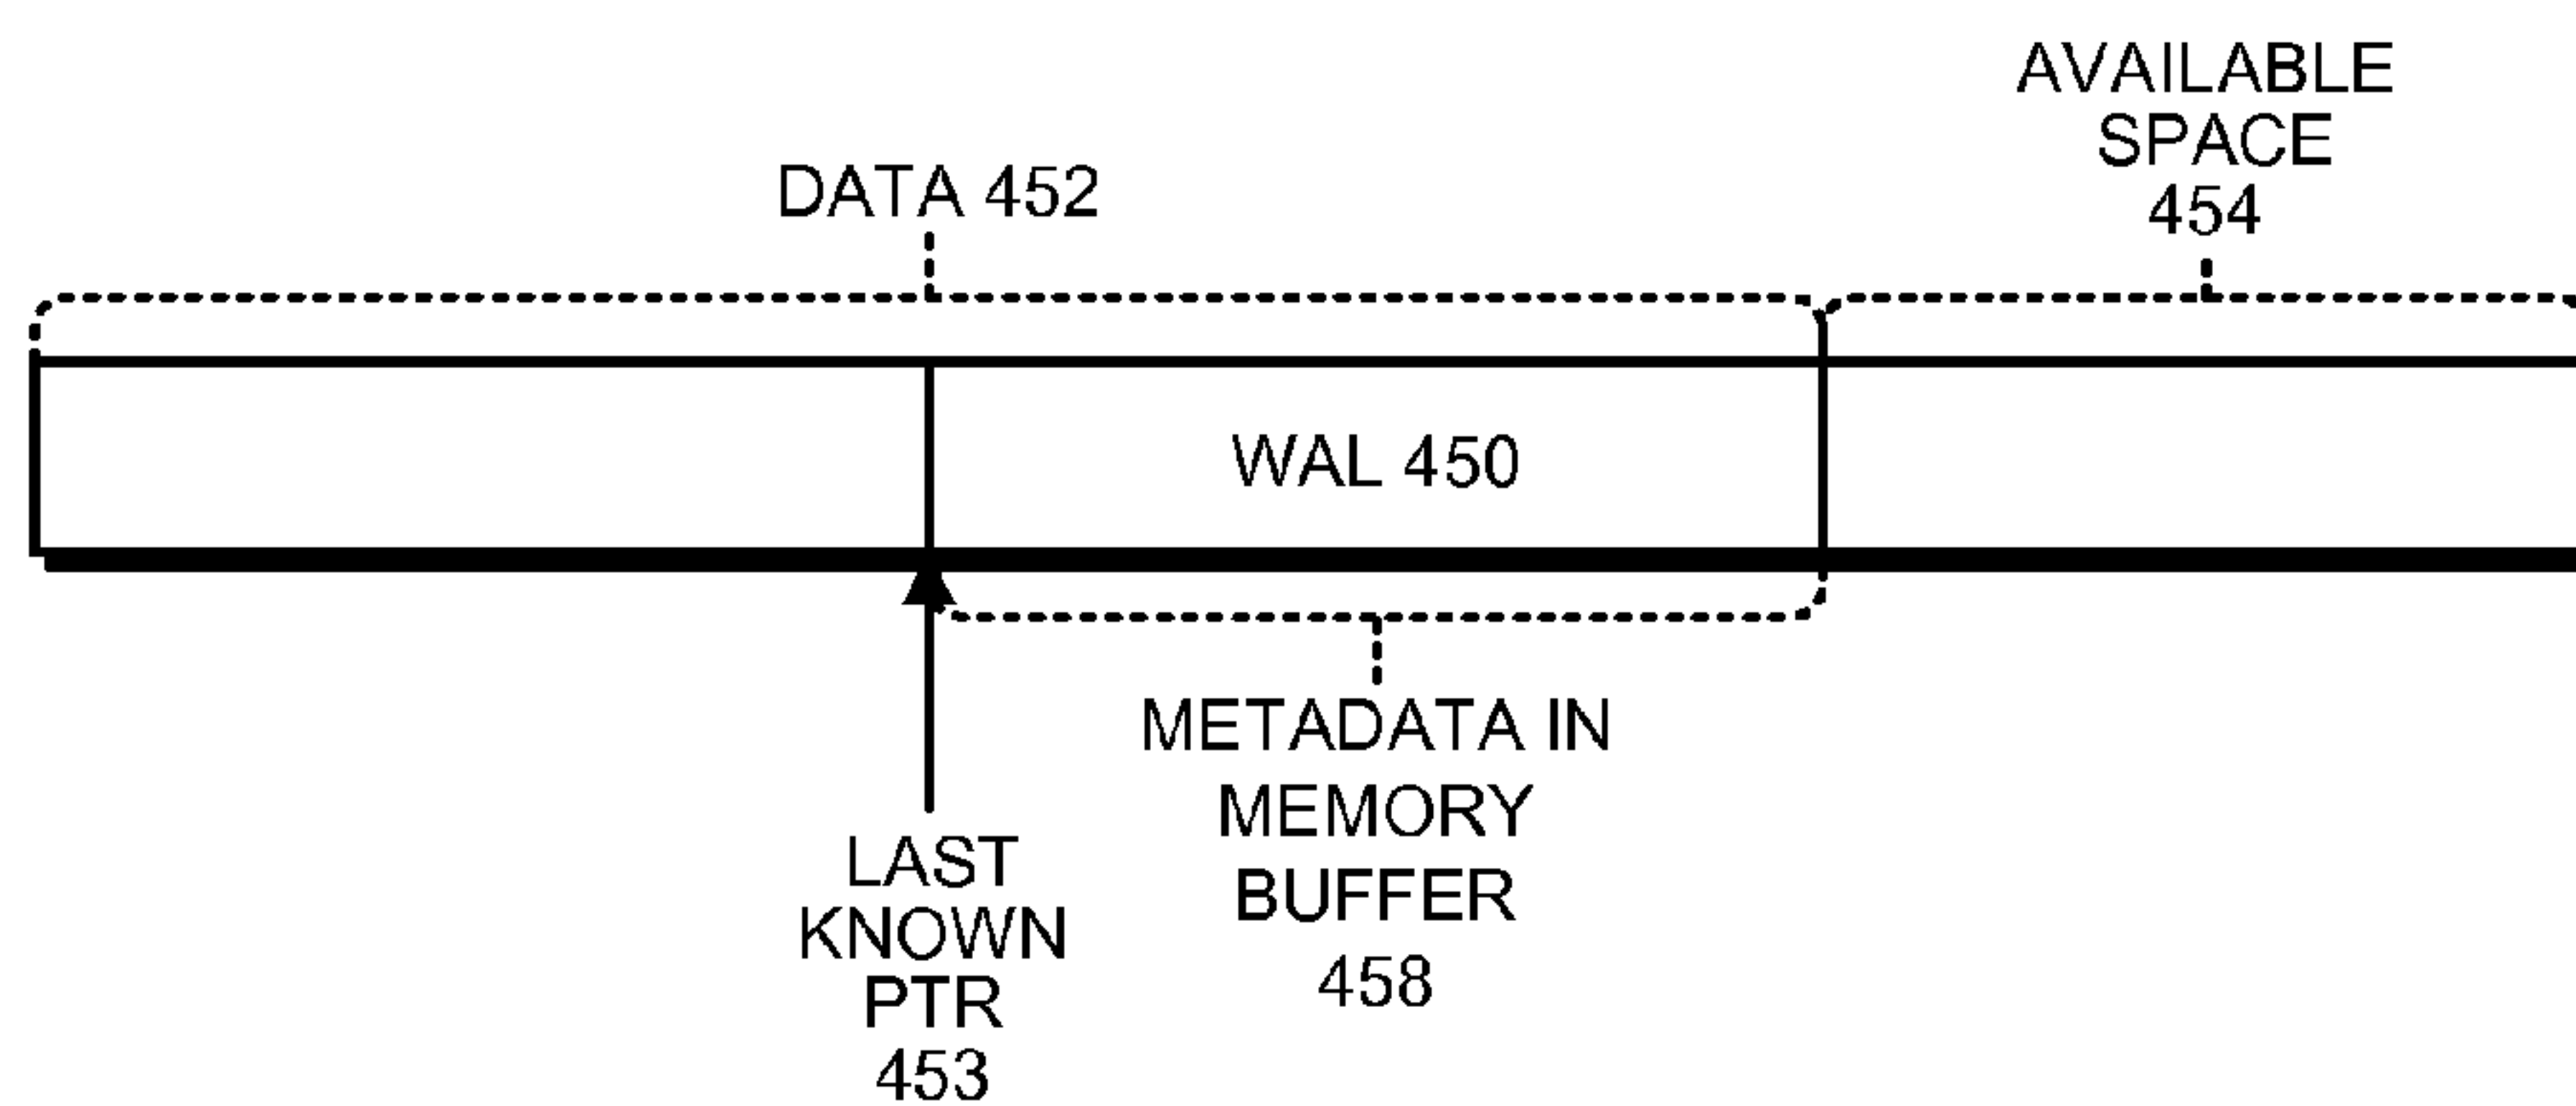 AVAILABLE
SPACE
454
DATA 452
WAL 450
METADATA IN
MEMORY
BUFFER
458
LAST
KNOWN
PTR
453